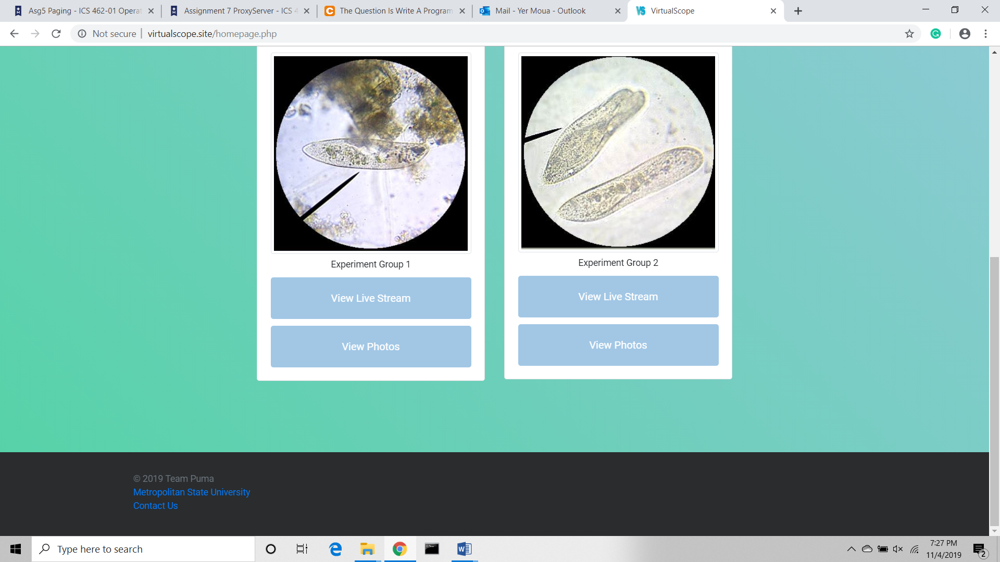 Asg5 Paging - ICS 462-01 Operat
Assignment 7 ProxyServer - ICS 4
The Question Is Write A Program
Mail - Yer Moua - Outlook
VirtualScope
Not secure
virtualscope.site/homepage.php
Experiment Group 1
View Live Stream
View Photos
Experiment Group 2
View Live Stream
View Photos
© 2019 Team Puma
Metropolitan State University
Contact Us
Type here to search
7:27 PM
11/4/2019
2